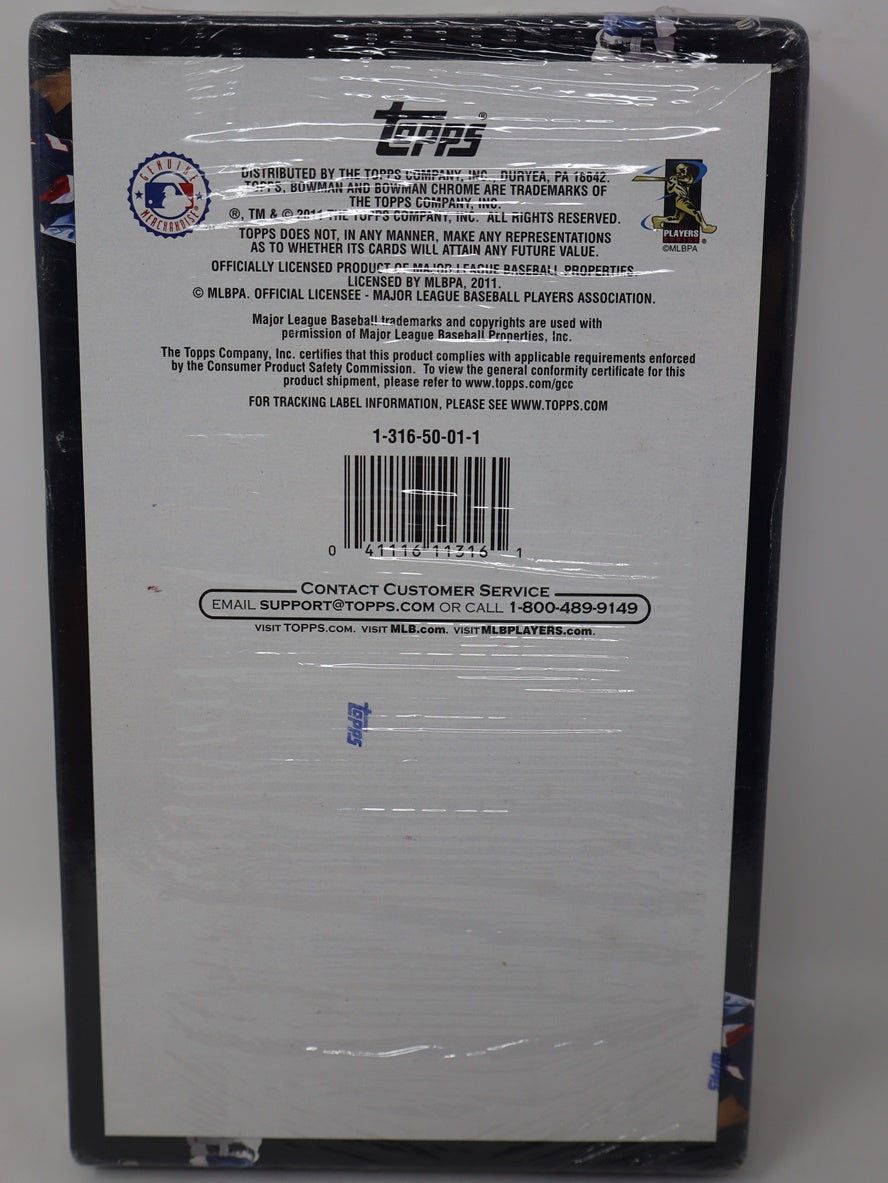 topps®
GENUINE
MERCHANDISE
DISTRIBUTED BY THE TOPPS COMPANY, INC. DURYEA, PA 18642.
TOPPS, BOWMAN AND BOWMAN CHROME ARE TRADEMARKS OF
THE TOPPS COMPANY, INC.
®, TM & © 2011 THE TOPPS COMPANY, INC. ALL RIGHTS RESERVED.
PLAYERS
CHOICE ®
©MLBPA
TOPPS DOES NOT, IN ANY MANNER, MAKE ANY REPRESENTATIONS
AS TO WHETHER ITS CARDS WILL ATTAIN ANY FUTURE VALUE.
OFFICIALLY LICENSED PRODUCT OF MAJOR LEAGUE BASEBALL PROPERTIES.
LICENSED BY MLBPA, 2011.
© MLBPA. OFFICIAL LICENSEE - MAJOR LEAGUE BASEBALL PLAYERS ASSOCIATION.
Major League Baseball trademarks and copyrights are used with
permission of Major League Baseball Properties, Inc.
The Topps Company, Inc. certifies that this product complies with applicable requirements enforced
by the Consumer Product Safety Commission. To view the general conformity certificate for this
product shipment, please refer to www.topps.com/gcc
FOR TRACKING LABEL INFORMATION, PLEASE SEE WWW.TOPPS.COM
1-316-50-01-1
0 41116 11316 1
CONTACT CUSTOMER SERVICE
EMAIL SUPPORT@TOPPS.COM OR CALL 1-800-489-9149
VISIT TOPPS.COM. VISIT MLB.com. VISIT MLBPLAYERS.com.
topps
topps